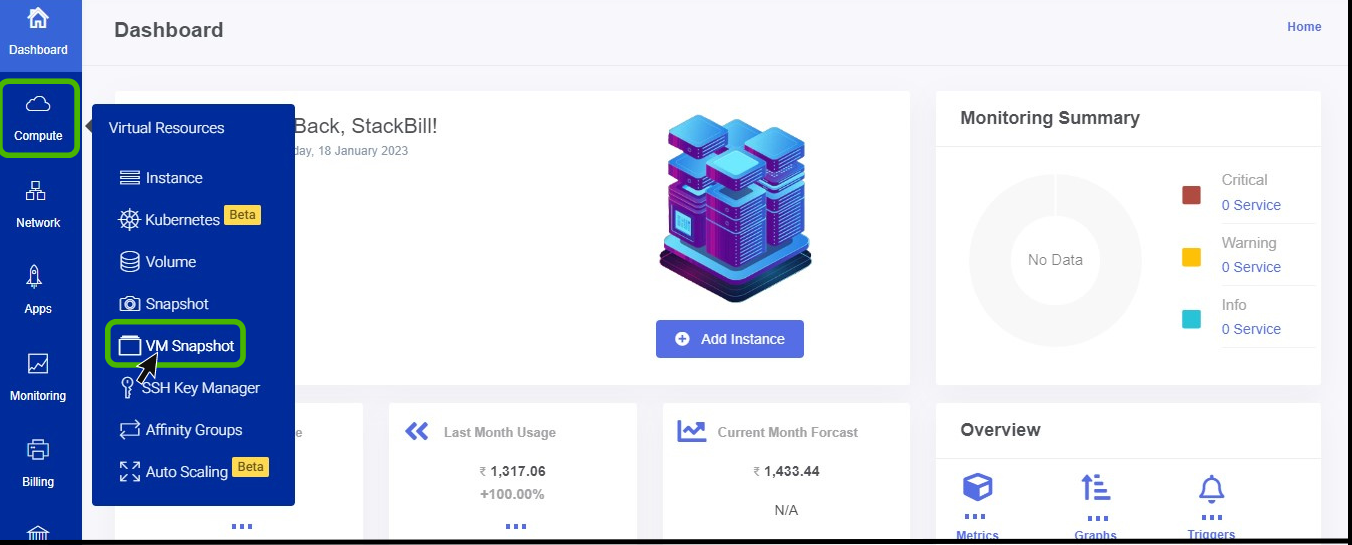 Dashboard
Compute
Network
Apps
Monitoring
Billing
Dashboard
Home
Virtual Resources
Instance
Kubernetes Beta
Volume
Snapshot
VM Snapshot
SSH Key Manager
Affinity Groups
Auto Scaling Beta
Back, StackBill!
day, 18 January 2023
Add Instance
Monitoring Summary
No Data
Critical
0 Service
Warning
0 Service
Info
0 Service
e
Last Month Usage
₹ 1,317.06
+100.00%
Current Month Forcast
₹ 1,433.44
N/A
Overview
Metrics
Graphs
Triggers